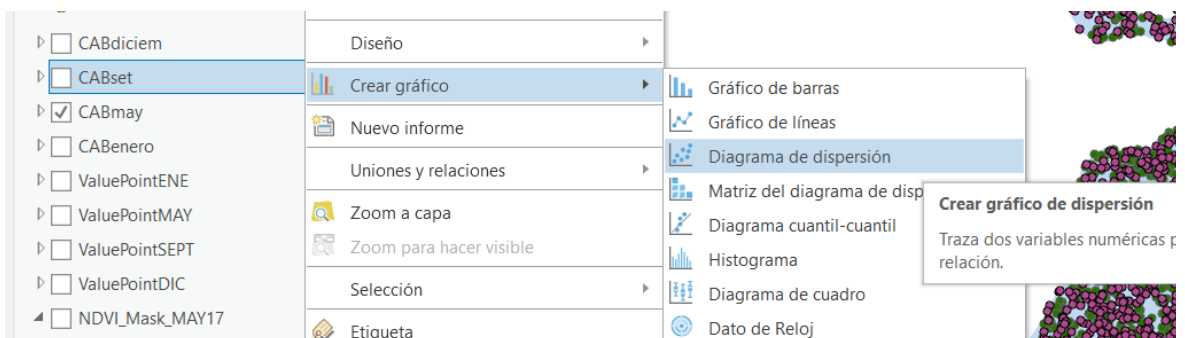 CABdiciem
CABset
CABmay
CABenero
ValuePointENE
ValuePointMAY
ValuePointSEPT
ValuePointDIC
NDVI_Mask_MAY17
Diseño
Crear gráfico
Nuevo informe
Uniones y relaciones
Zoom a capa
Zoom para hacer visible
Selección
Etiqueta
Gráfico de barras
Gráfico de líneas
Diagrama de dispersión
Matriz del diagrama de disp
Diagrama cuantil-cuantil
Histograma
Diagrama de cuadro
Dato de Reloj
Crear gráfico de dispersión
Traza dos variables numéricas p
relación.